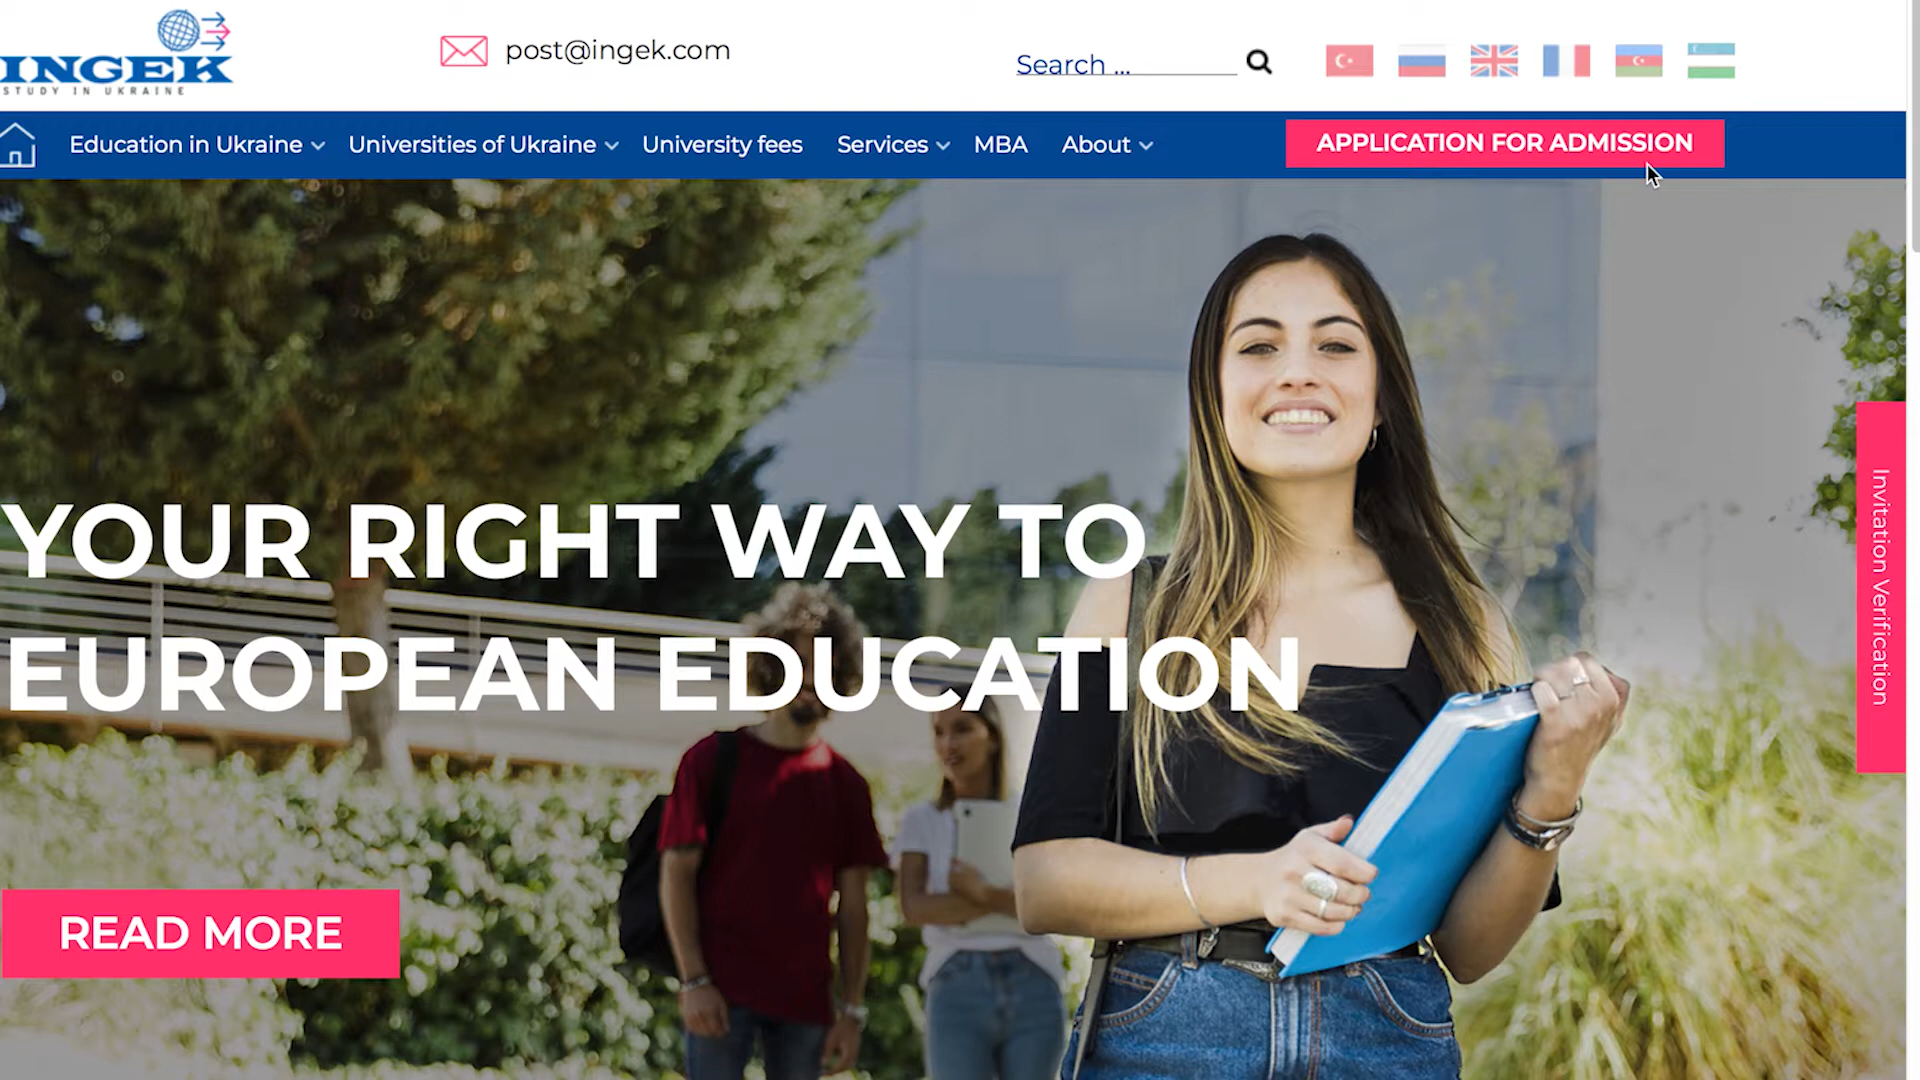 INGEK
STUDY IN UKRAINE
post@ingek.com
Search ...
Education in Ukraine
Universities of Ukraine
University fees
Services
MBA
About
APPLICATION FOR ADMISSION
YOUR RIGHT WAY TO
EUROPEAN EDUCATION
READ MORE
Invitation Verification